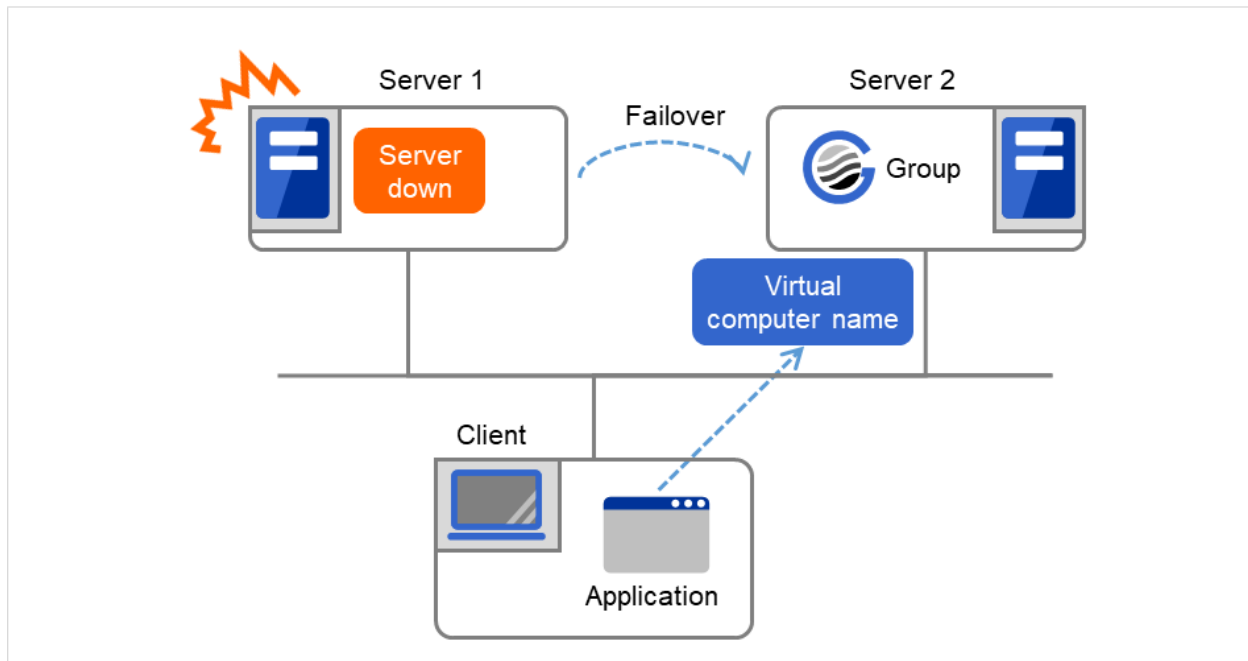 Server 1
Server 2
Failover
Server
down
Group
Virtual
computer name
Client
Application